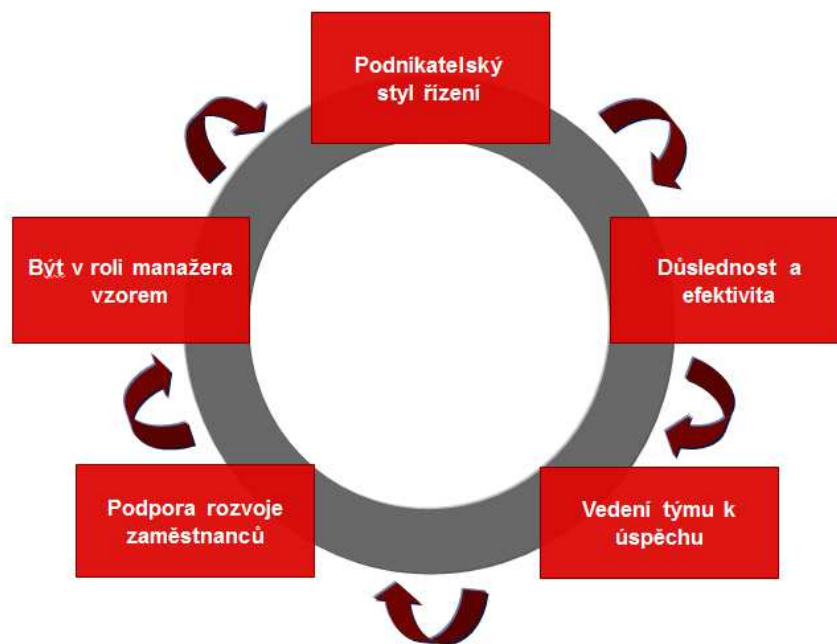 Podnikatelský
styl řízení
Důslednost a
efektivita
Vedení týmu k
úspěchu
Podpora rozvoje
zaměstnanců
Být v roli manažera
vzorem